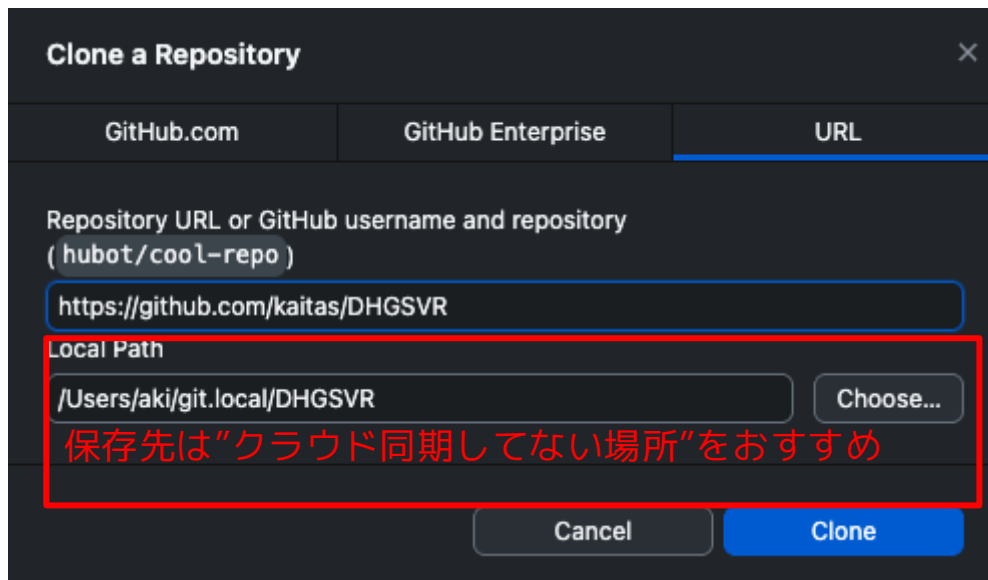 Clone a Repository
×
GitHub.com
GitHub Enterprise
URL
Repository URL or GitHub username and repository
(hubot/cool-repo)
https://github.com/kaitas/DHGSVR
Local Path
/Users/aki/git.local/DHGSVR
Choose...
保存先は”クラウド同期してない場所”をおすすめ
Cancel
Clone